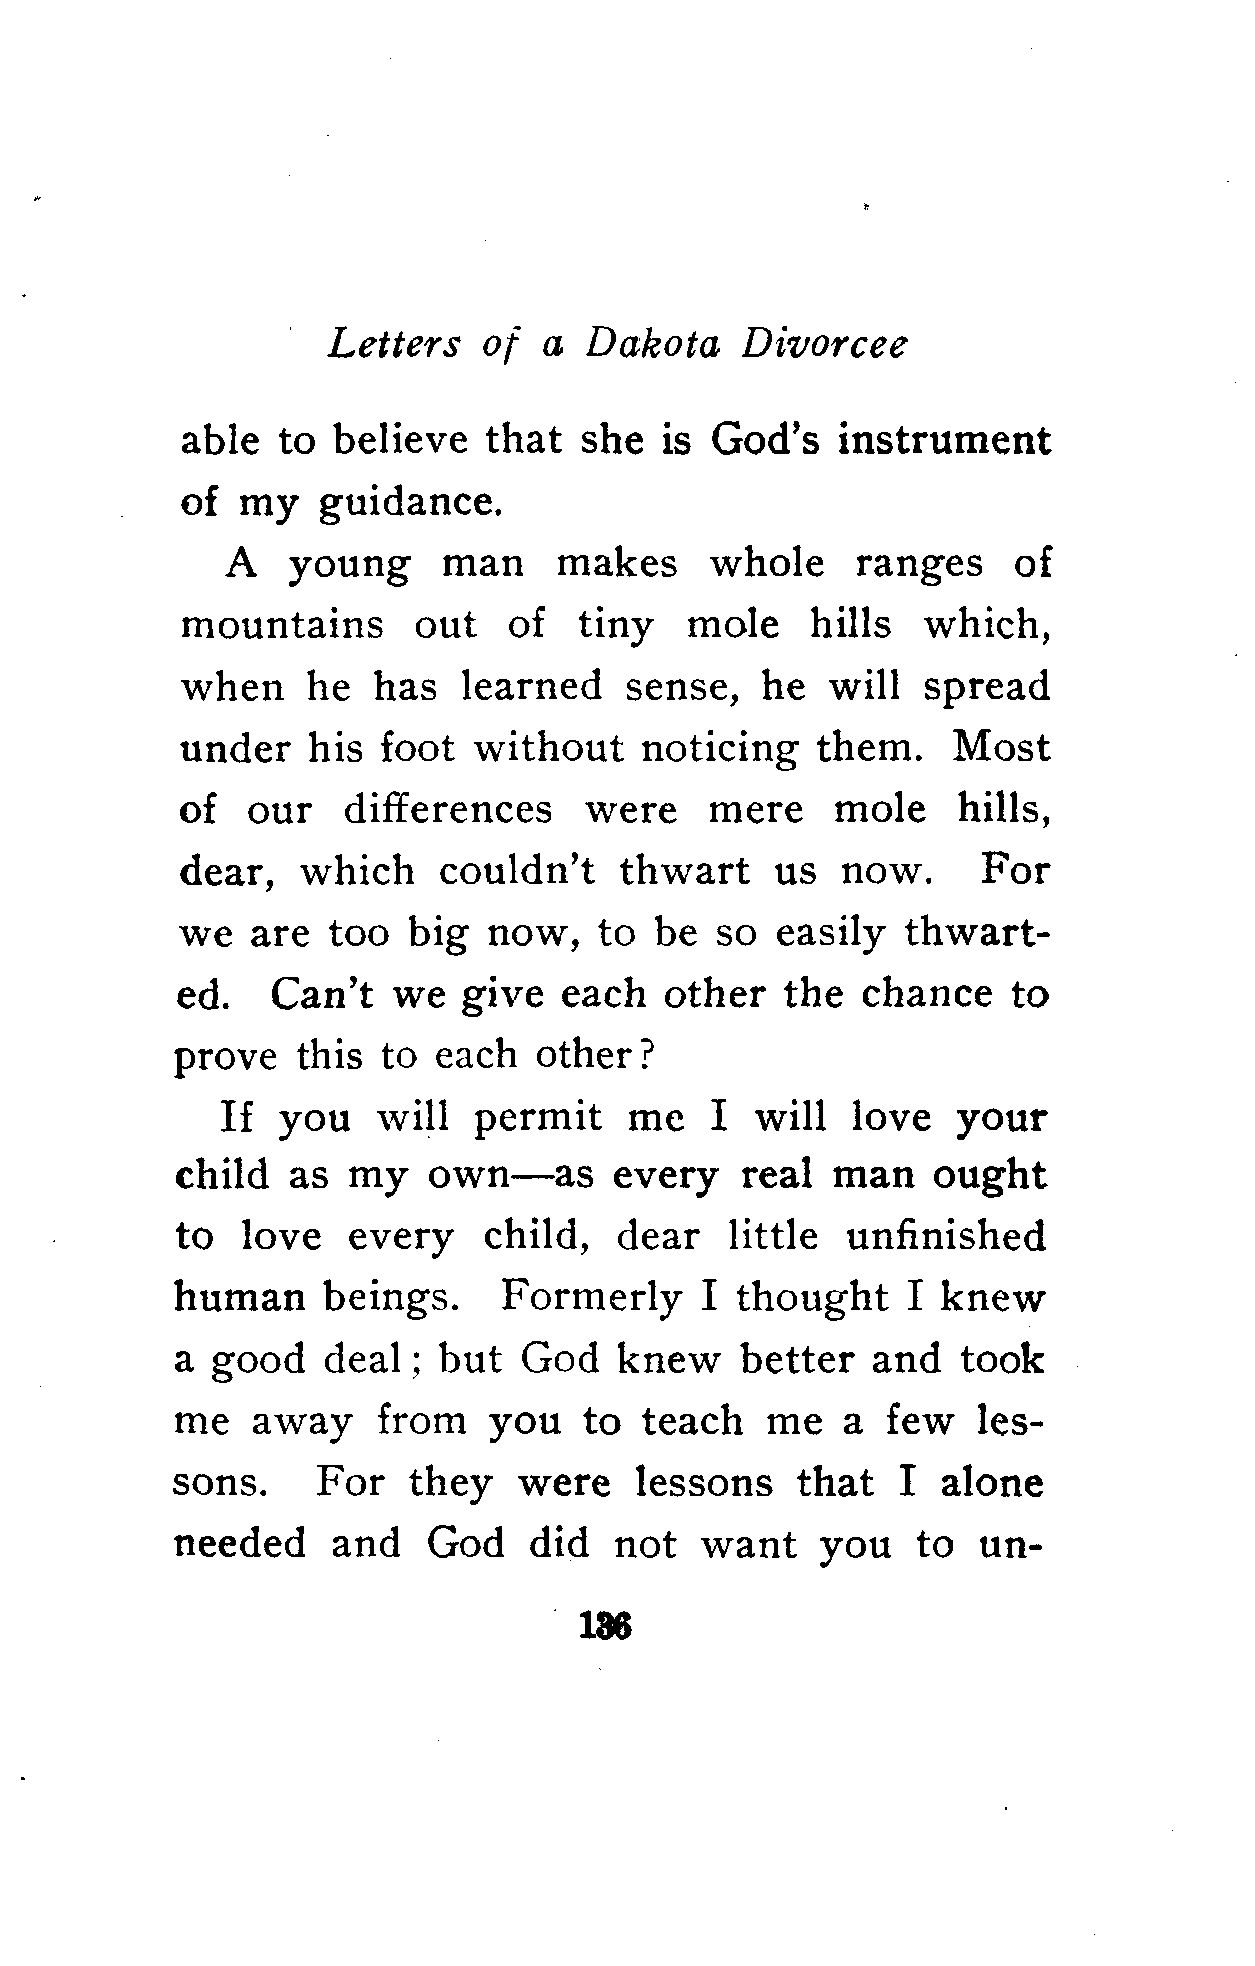 Letters of a Dakota Divorcee
able to believe that she is God's instrument
of my guidance.
A young man makes whole ranges of
mountains out of tiny mole hills which,
when he has learned sense, he will spread
under his foot without noticing them. Most
of our differences were mere mole hills,
dear, which couldn't thwart us now. For
we are too big now, to be so easily thwart-
ed. Can't we give each other the chance to
prove this to each other?
If you will permit me I will love your
child as my own—as every real man ought
to love every child, dear little unfinished
human beings. Formerly I thought I knew
a good deal; but God knew better and took
me away from you to teach me a few les-
sons. For they were lessons that I alone
needed and God did not want you to un-
136